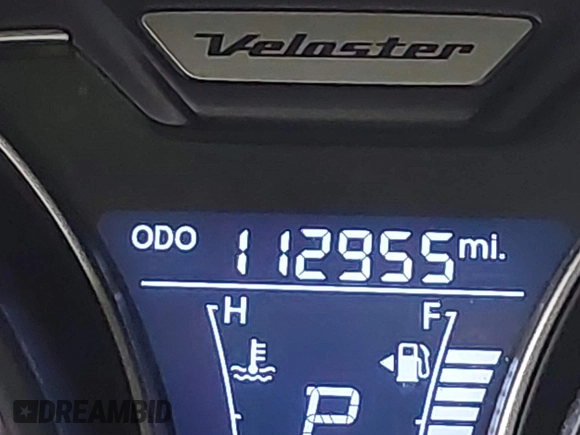 Veloster
ODO 112955 mi.
H F
P
DREAMBID